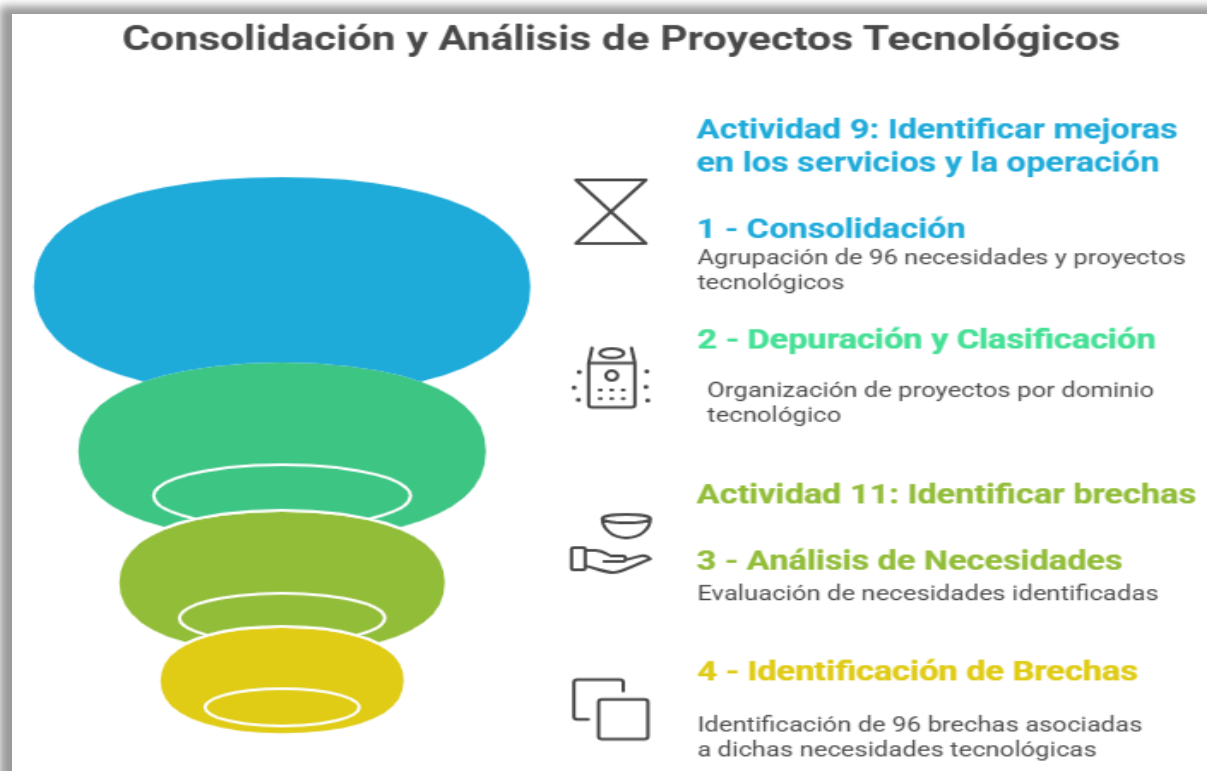 Consolidación y Análisis de Proyectos Tecnológicos
Actividad 9: Identificar mejoras
en los servicios y la operación
1 - Consolidación
Agrupación de 96 necesidades y proyectos
tecnológicos
2 - Depuración y Clasificación
Organización de proyectos por dominio
tecnológico
Actividad 11: Identificar brechas
3 - Análisis de Necesidades
Evaluación de necesidades identificadas
4 - Identificación de Brechas
Identificación de 96 brechas asociadas
a dichas necesidades tecnológicas